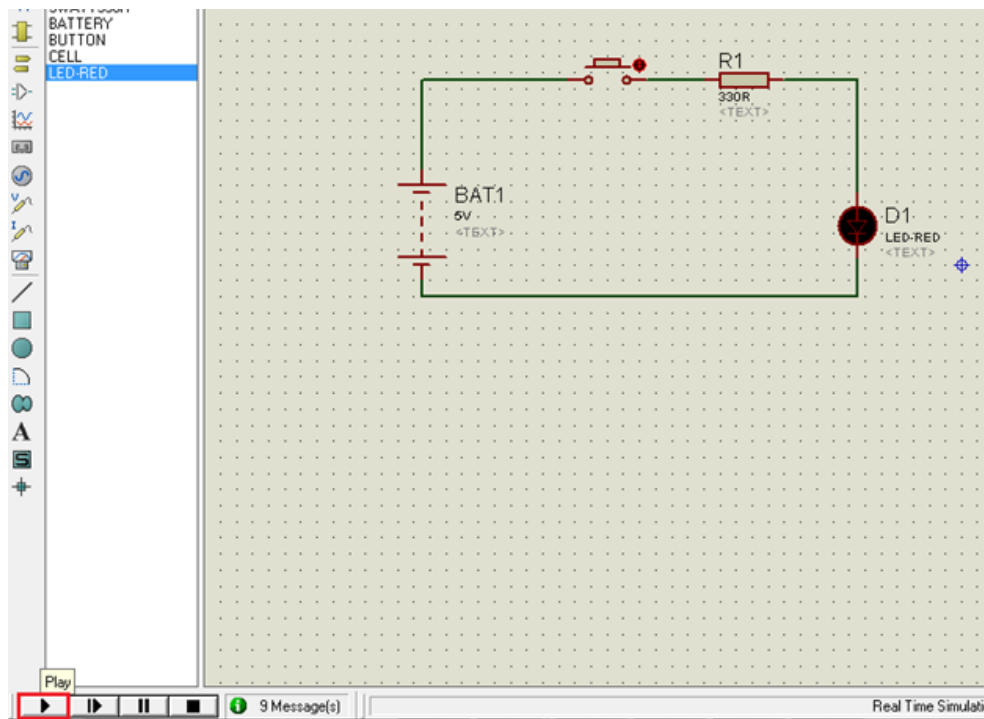 BATTERY
BUTTON
CELL
LED-RED
R1
330R
<TEXT>
BAT1
5V
<TEXT>
D1
LED-RED
<TEXT>
A
S
Play
9 Message(s)
Real Time Simulati